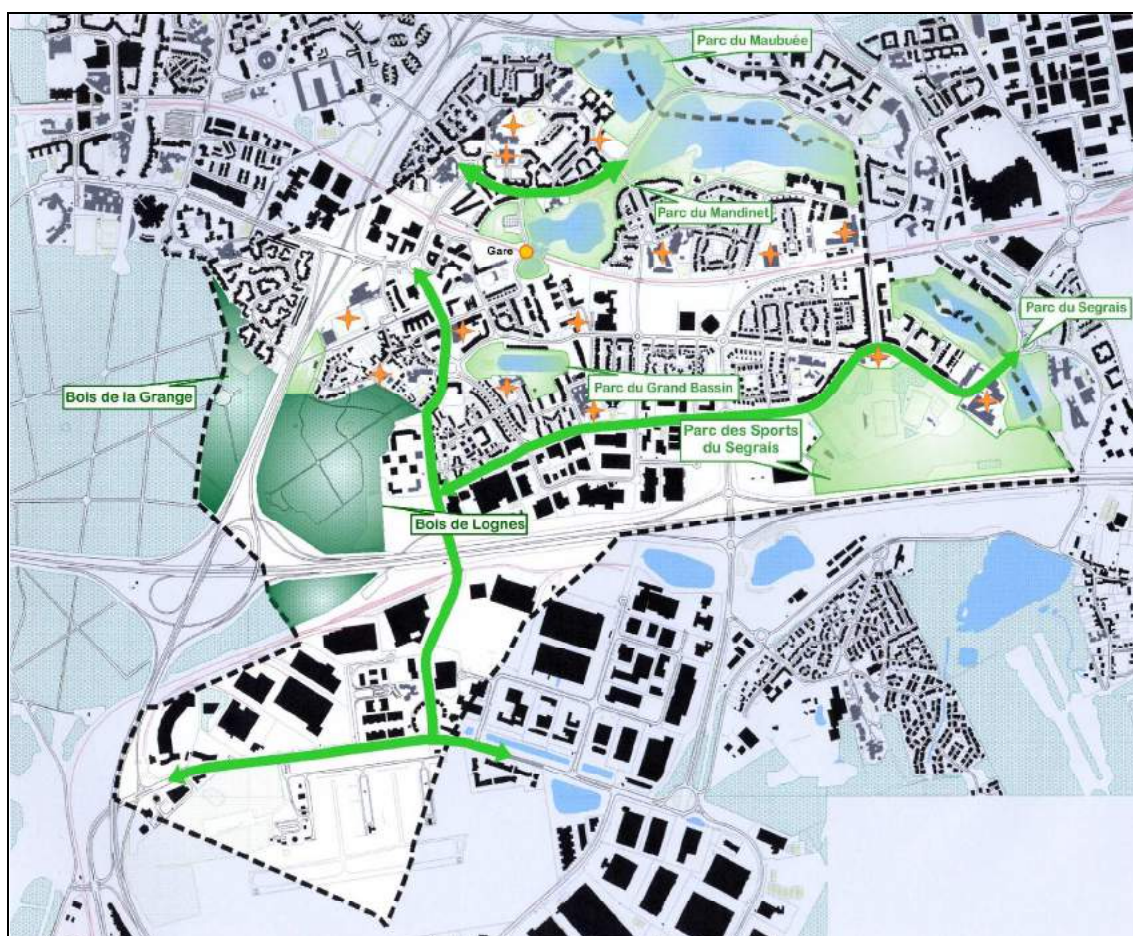 Parc du Maubuée
Parc du Mandinet
Gare
Parc du Segrais
Bois de la Grange
Parc du Grand Bassin
Parc des Sports
du Segrais
Bois de Lognes